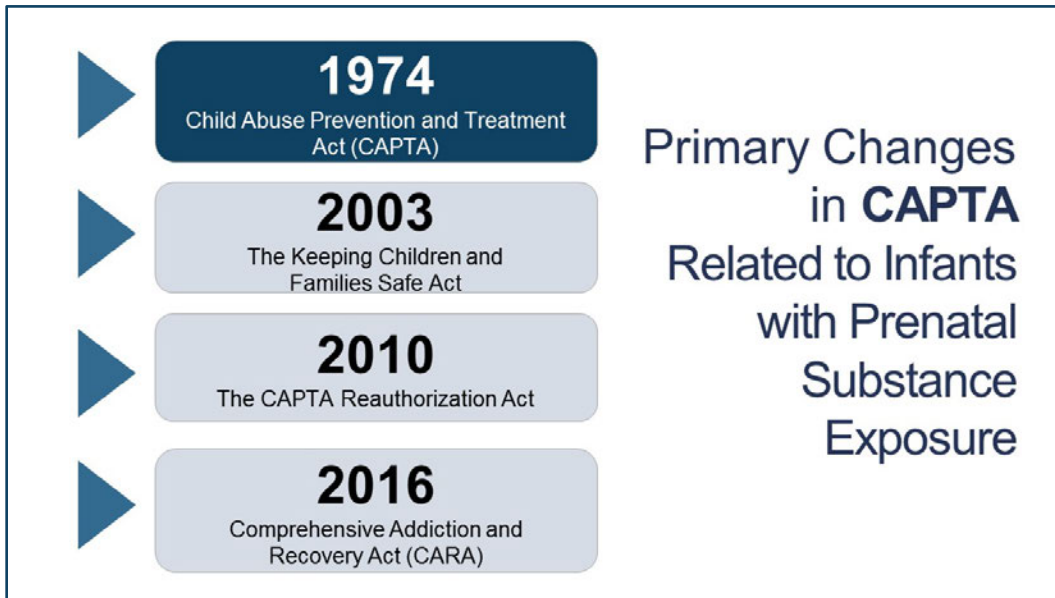 1974
Child Abuse Prevention and Treatment
Act (CAPTA)
2003
The Keeping Children and
Families Safe Act
2010
The CAPTA Reauthorization Act
2016
Comprehensive Addiction and
Recovery Act (CARA)
Primary Changes
in CAPTA
Related to Infants
with Prenatal
Substance
Exposure